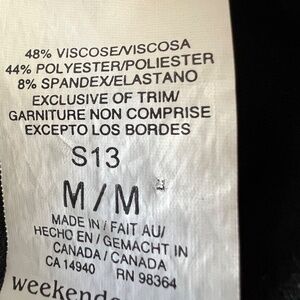 48% VISCOSE/VISCOSA
44% POLYESTER/POLIESTER
8% SPANDEX/ELASTANO
EXCLUSIVE OF TRIM/
GARNITURE NON COMPRISE
EXCEPTO LOS BORDES
S13
M / M
MADE IN / FAIT AU/
HECHO EN / GEMACHT IN
CANADA / CANADA
CA 14940 RN 98364